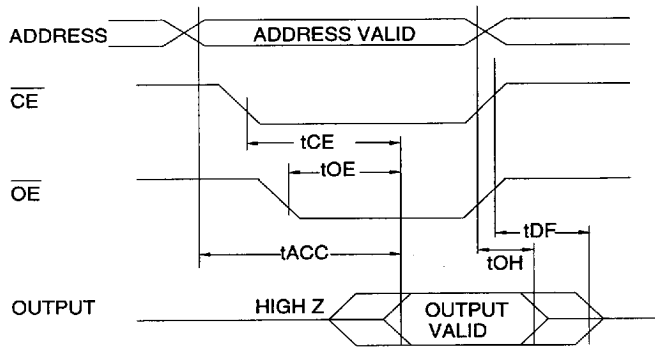 ADDRESS
ADDRESS VALID
CE
tCE
tOE
OE
tDF
tACC
tOH
OUTPUT
HIGH Z
OUTPUT
VALID